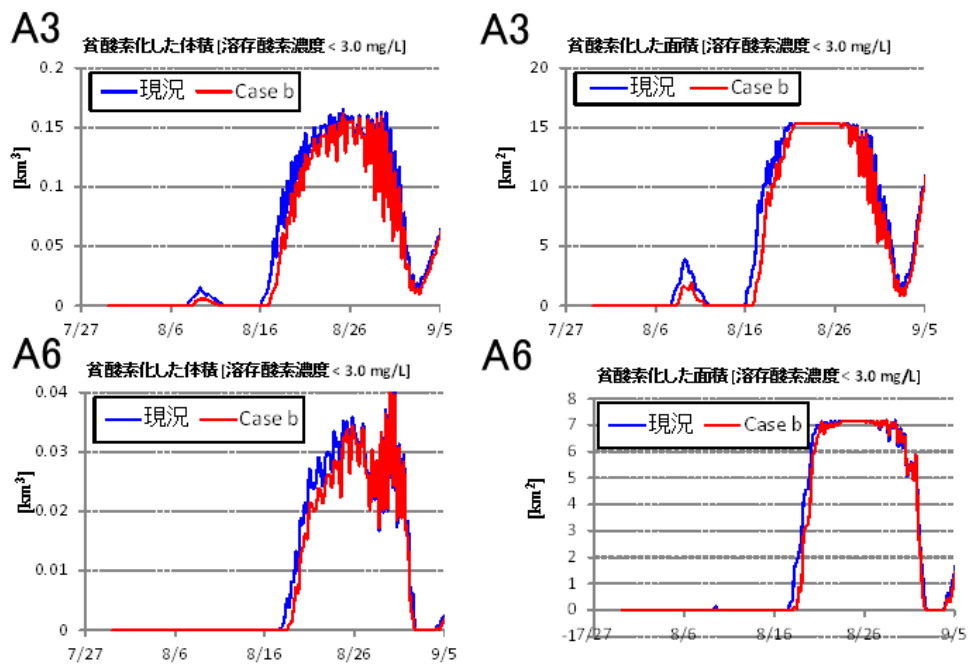 A3
貧酸素化した体積 [溶存酸素濃度 < 3.0 mg/L]
[km³]
0.2
0.15
0.1
0.05
0
現況
Case b
7/27 8/6 8/16 8/26 9/5
A3
貧酸素化した面積 [溶存酸素濃度 < 3.0 mg/L]
[km²]
20
15
10
5
0
現況
Case b
7/27 8/6 8/16 8/26 9/5
A6
貧酸素化した体積 [溶存酸素濃度 < 3.0 mg/L]
[km³]
0.04
0.03
0.02
0.01
0
現況
Case b
7/27 8/6 8/16 8/26 9/5
A6
貧酸素化した面積 [溶存酸素濃度 < 3.0 mg/L]
[km²]
8
7
6
5
4
3
2
1
0
現況
Case b
-17/27 8/6 8/16 8/26 9/5